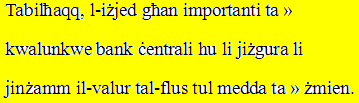 Tabilħaqq, l-iżjed għan importanti ta »
kwalunkwe bank ċentrali hu li jiżgura li
jinżamm il-valur tal-flus tul medda ta » żmien.